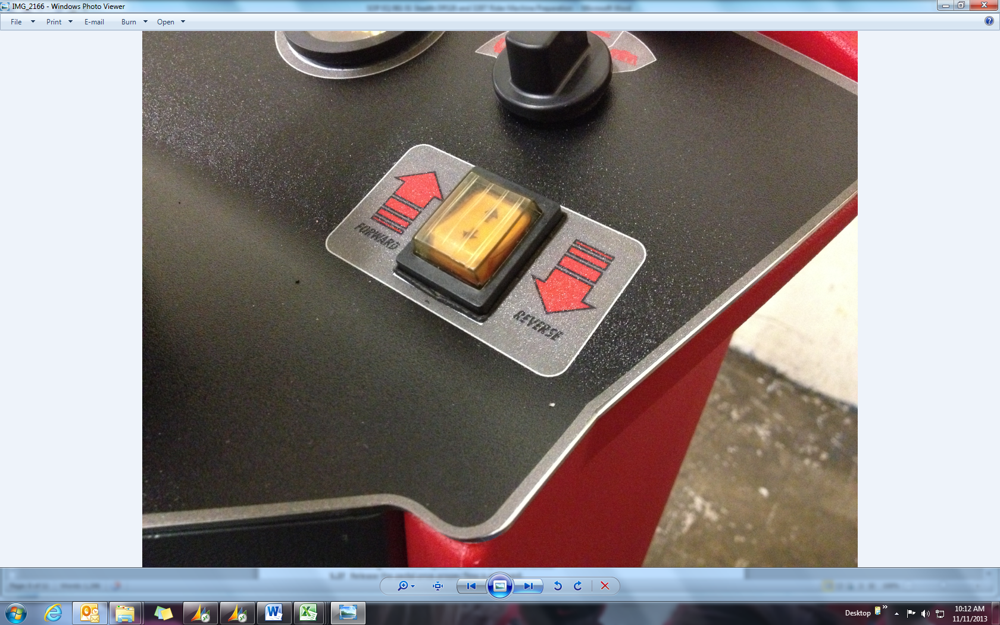 IMG_2166 - Windows Photo Viewer
File Print E-mail Burn Open
FORWARD
REVERSE
Desktop
10:12 AM
11/11/2013